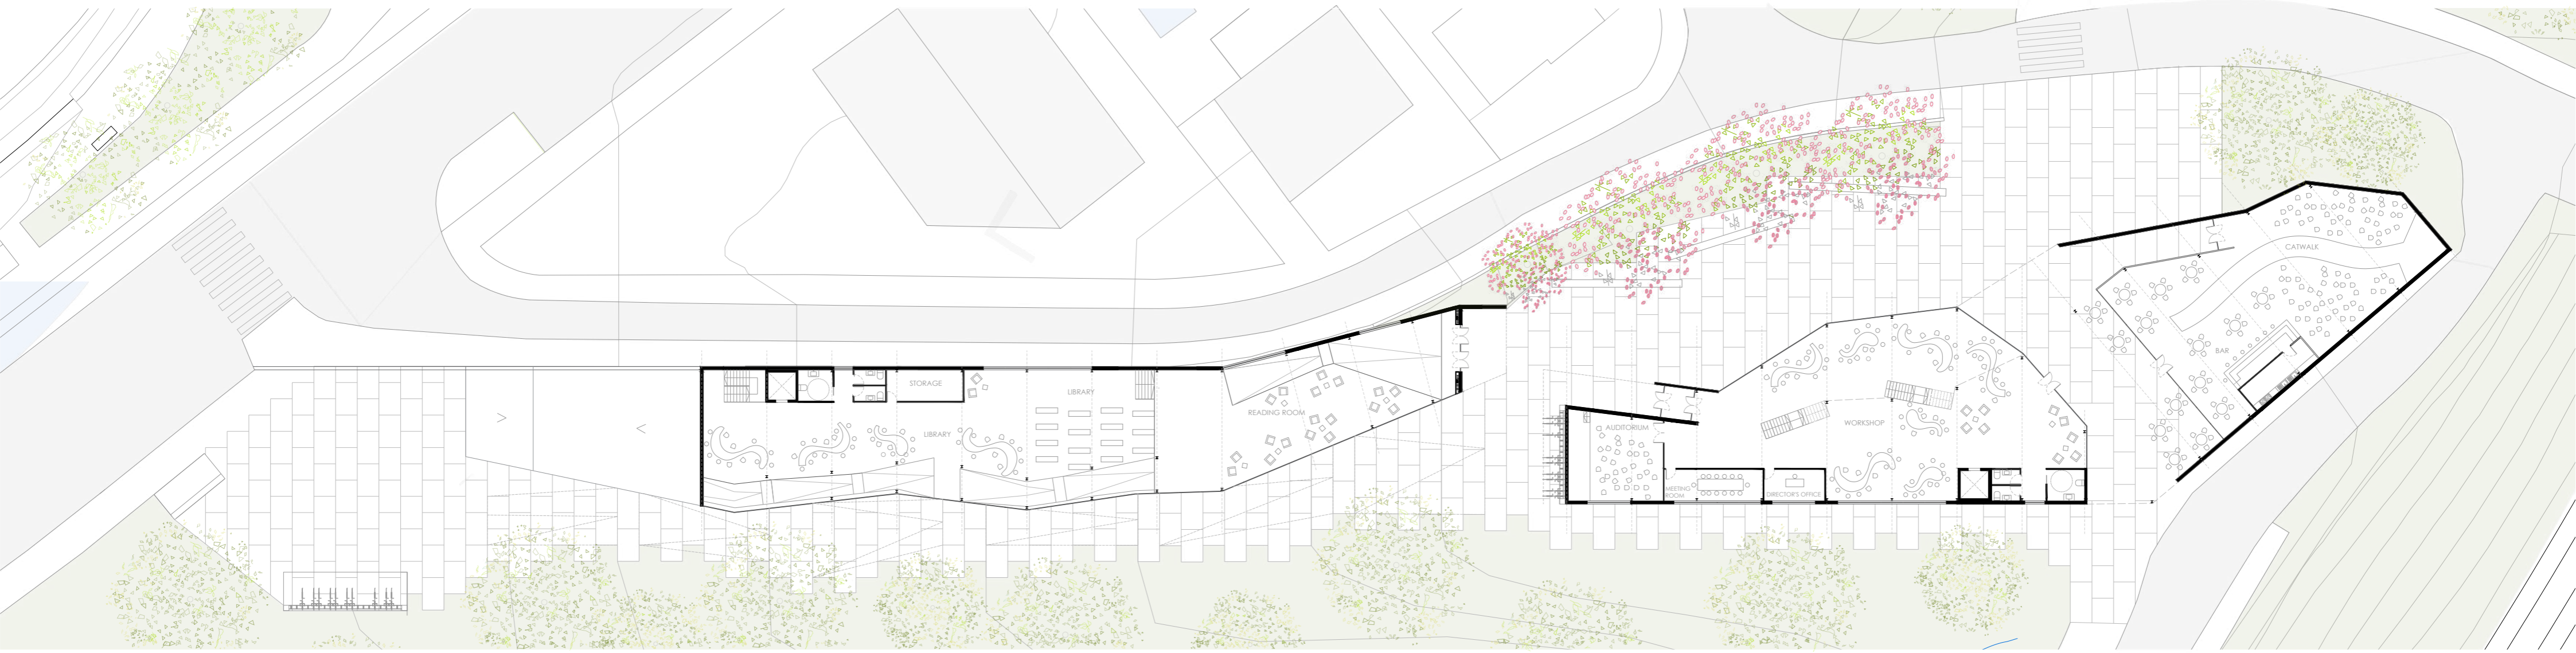 CATWALK
BAR
STORAGE
LIBRARY
LIBRARY
READING ROOM
AUDITORIUM
WORKSHOP
MEETING
ROOM
DIRECTOR'S OFFICE